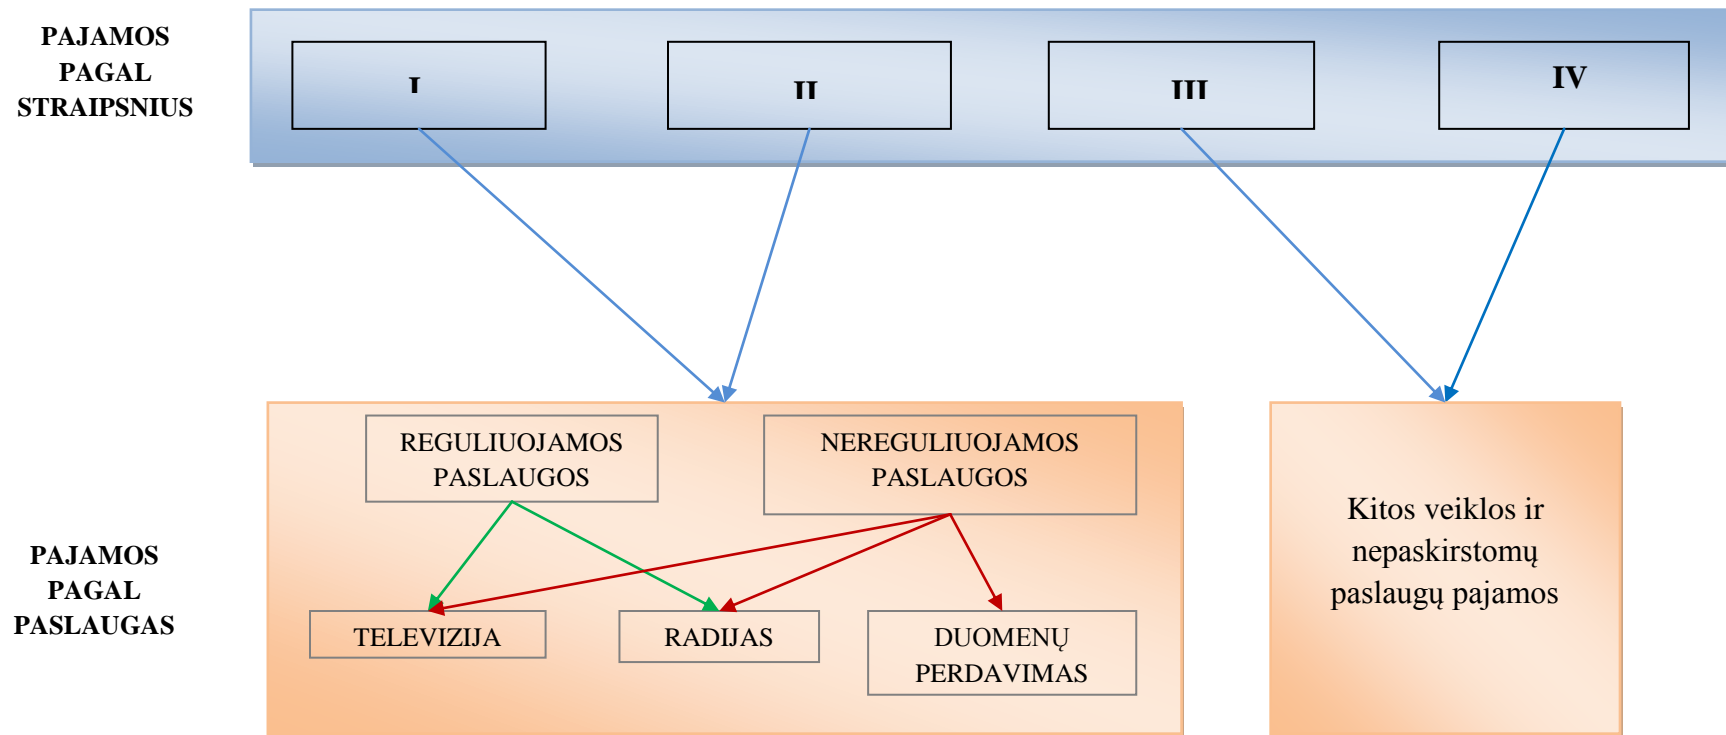 PAJAMOS
PAGAL
STRAIPSNIUS
I
II
III
IV
REGULIUOJAMOS
PASLAUGOS
NEREGULIUOJAMOS
PASLAUGOS
PAJAMOS
PAGAL
PASLAUGAS
TELEVIZIJA
RADIJAS
DUOMENŲ
PERDAVIMAS
Kitos veiklos ir
nepaskirstomų
paslaugų pajamos